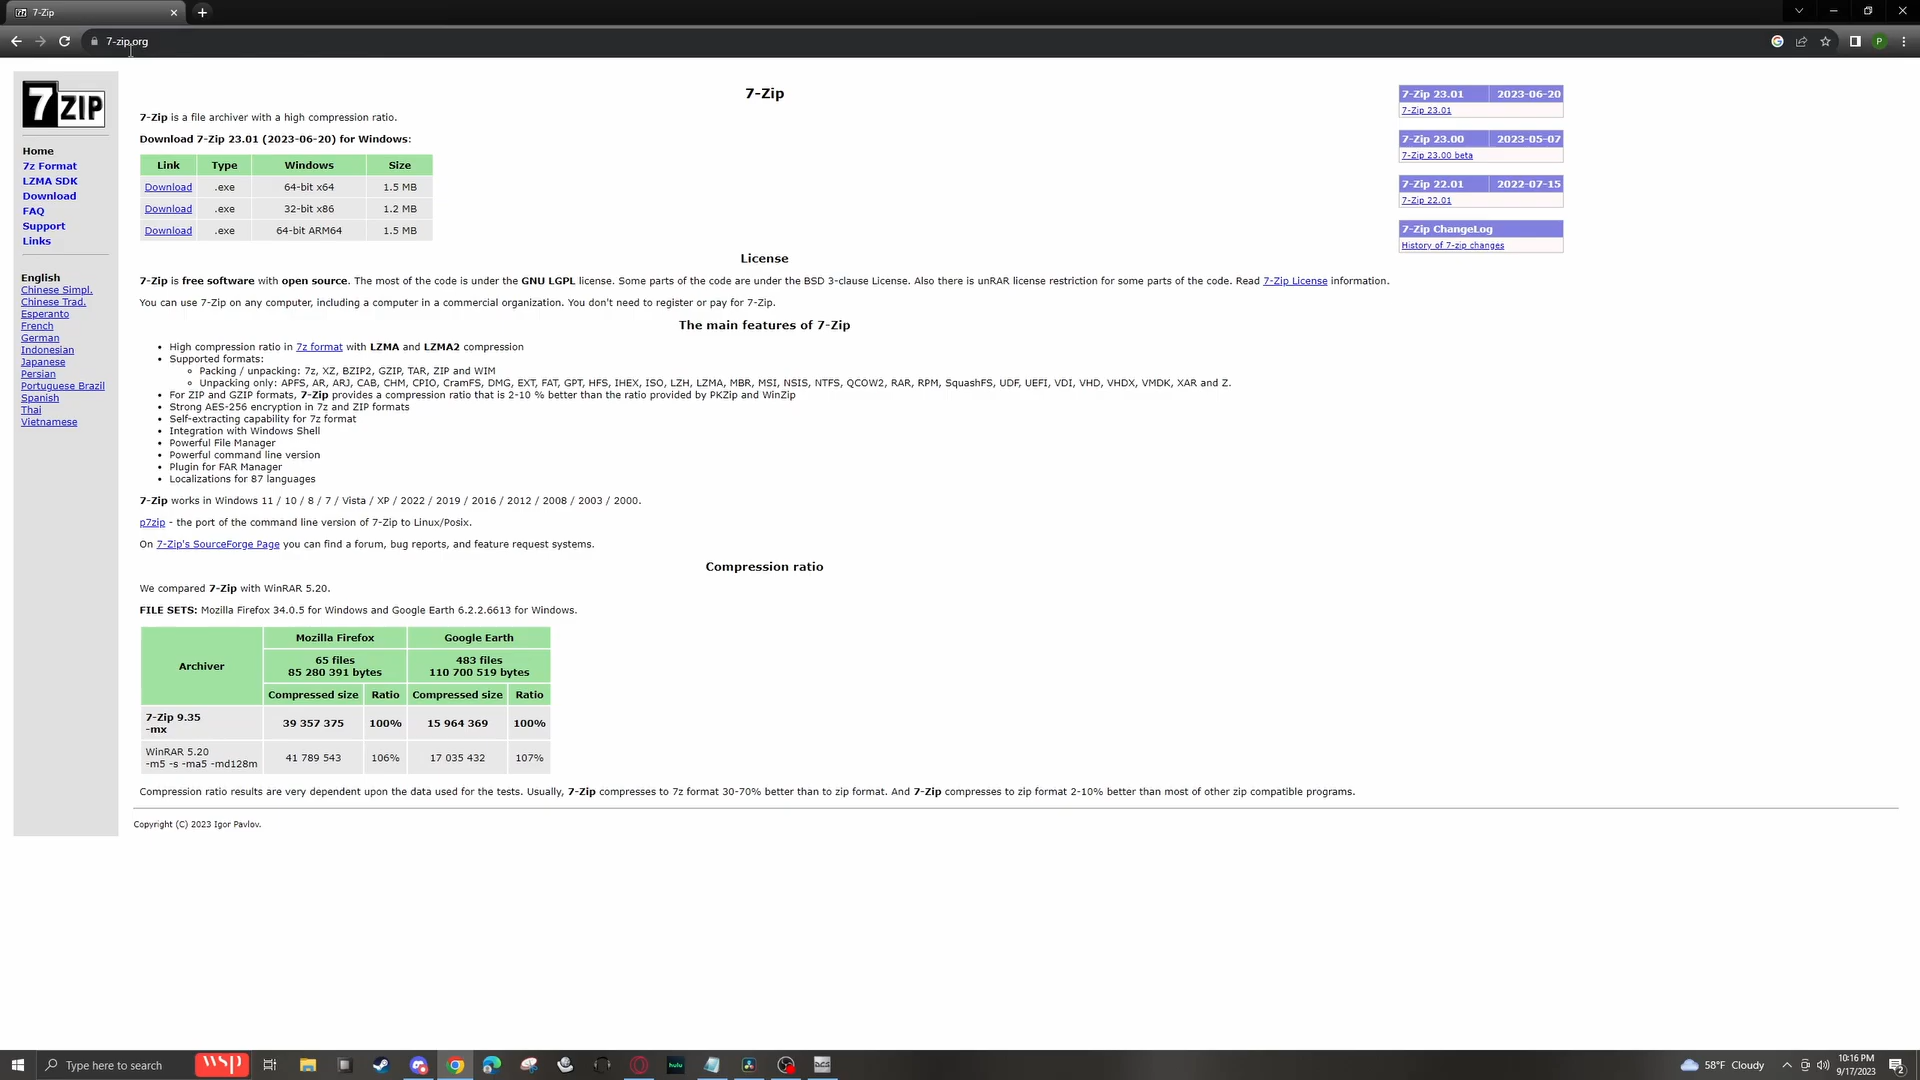 7-Zip
7-zip.org
7ZIP
Home
7z Format
LZMA SDK
Download
FAQ
Support
Links
English
Chinese Simpl.
Chinese Trad.
Esperanto
French
German
Indonesian
Japanese
Persian
Portuguese Brazil
Spanish
Thai
Vietnamese
7-Zip
7-Zip is a file archiver with a high compression ratio.
Download 7-Zip 23.01 (2023-06-20) for Windows:
Link Type Windows Size
Download .exe 64-bit x64 1.5 MB
Download .exe 32-bit x86 1.2 MB
Download .exe 64-bit ARM64 1.5 MB
License
7-Zip is free software with open source. The most of the code is under the GNU LGPL license. Some parts of the code are under the BSD 3-clause License. Also there is unRAR license restriction for some parts of the code. Read 7-Zip License information.
You can use 7-Zip on any computer, including a computer in a commercial organization. You don't need to register or pay for 7-Zip.
The main features of 7-Zip
• High compression ratio in 7z format with LZMA and LZMA2 compression
• Supported formats:
Packing / unpacking: 7z, XZ, BZIP2, GZIP, TAR, ZIP and WIM
Unpacking only: APFS, AR, ARJ, CAB, CHM, CPIO, CramFS, DMG, EXT, FAT, GPT, HFS, IHEX, ISO, LZH, LZMA, MBR, MSI, NSIS, NTFS, QCOW2, RAR, RPM, SquashFS, UDF, UEFI, VDI, VHD, VHDX, VMDK, XAR and Z.
• For ZIP and GZIP formats, 7-Zip provides a compression ratio that is 2-10 % better than the ratio provided by PKZip and WinZip
• Strong AES-256 encryption in 7z and ZIP formats
• Self-extracting capability for 7z format
• Integration with Windows Shell
• Powerful File Manager
• Powerful command line version
• Plugin for FAR Manager
• Localizations for 87 languages
7-Zip works in Windows 11 / 10 / 8 / 7 / Vista / XP / 2022 / 2019 / 2016 / 2012 / 2008 / 2003 / 2000.
p7zip - the port of the command line version of 7-Zip to Linux/Posix.
On 7-Zip's SourceForge Page you can find a forum, bug reports, and feature request systems.
Compression ratio
We compared 7-Zip with WinRAR 5.20.
FILE SETS: Mozilla Firefox 34.0.5 for Windows and Google Earth 6.2.2.6613 for Windows.
Archiver
Mozilla Firefox Google Earth
65 files 483 files
85 280 391 bytes 110 700 519 bytes
Compressed size Ratio Compressed size Ratio
7-Zip 9.35
-mx
39 357 375 100% 15 964 369 100%
WinRAR 5.20
-m5 -s -ma5 -md128m
41 789 543 106% 17 035 432 107%
Compression ratio results are very dependent upon the data used for the tests. Usually, 7-Zip compresses to 7z format 30-70% better than to zip format. And 7-Zip compresses to zip format 2-10% better than most of other zip compatible programs.
Copyright (C) 2023 Igor Pavlov.
7-Zip 23.01 2023-06-20
7-Zip 23.01
7-Zip 23.00 2023-05-07
7-Zip 23.00 beta
7-Zip 22.01 2022-07-15
7-Zip 22.01
7-Zip ChangeLog
History of 7-zip changes
P
Type here to search
wsp
hulu
58°F Cloudy
10:16 PM
9/17/2023
2